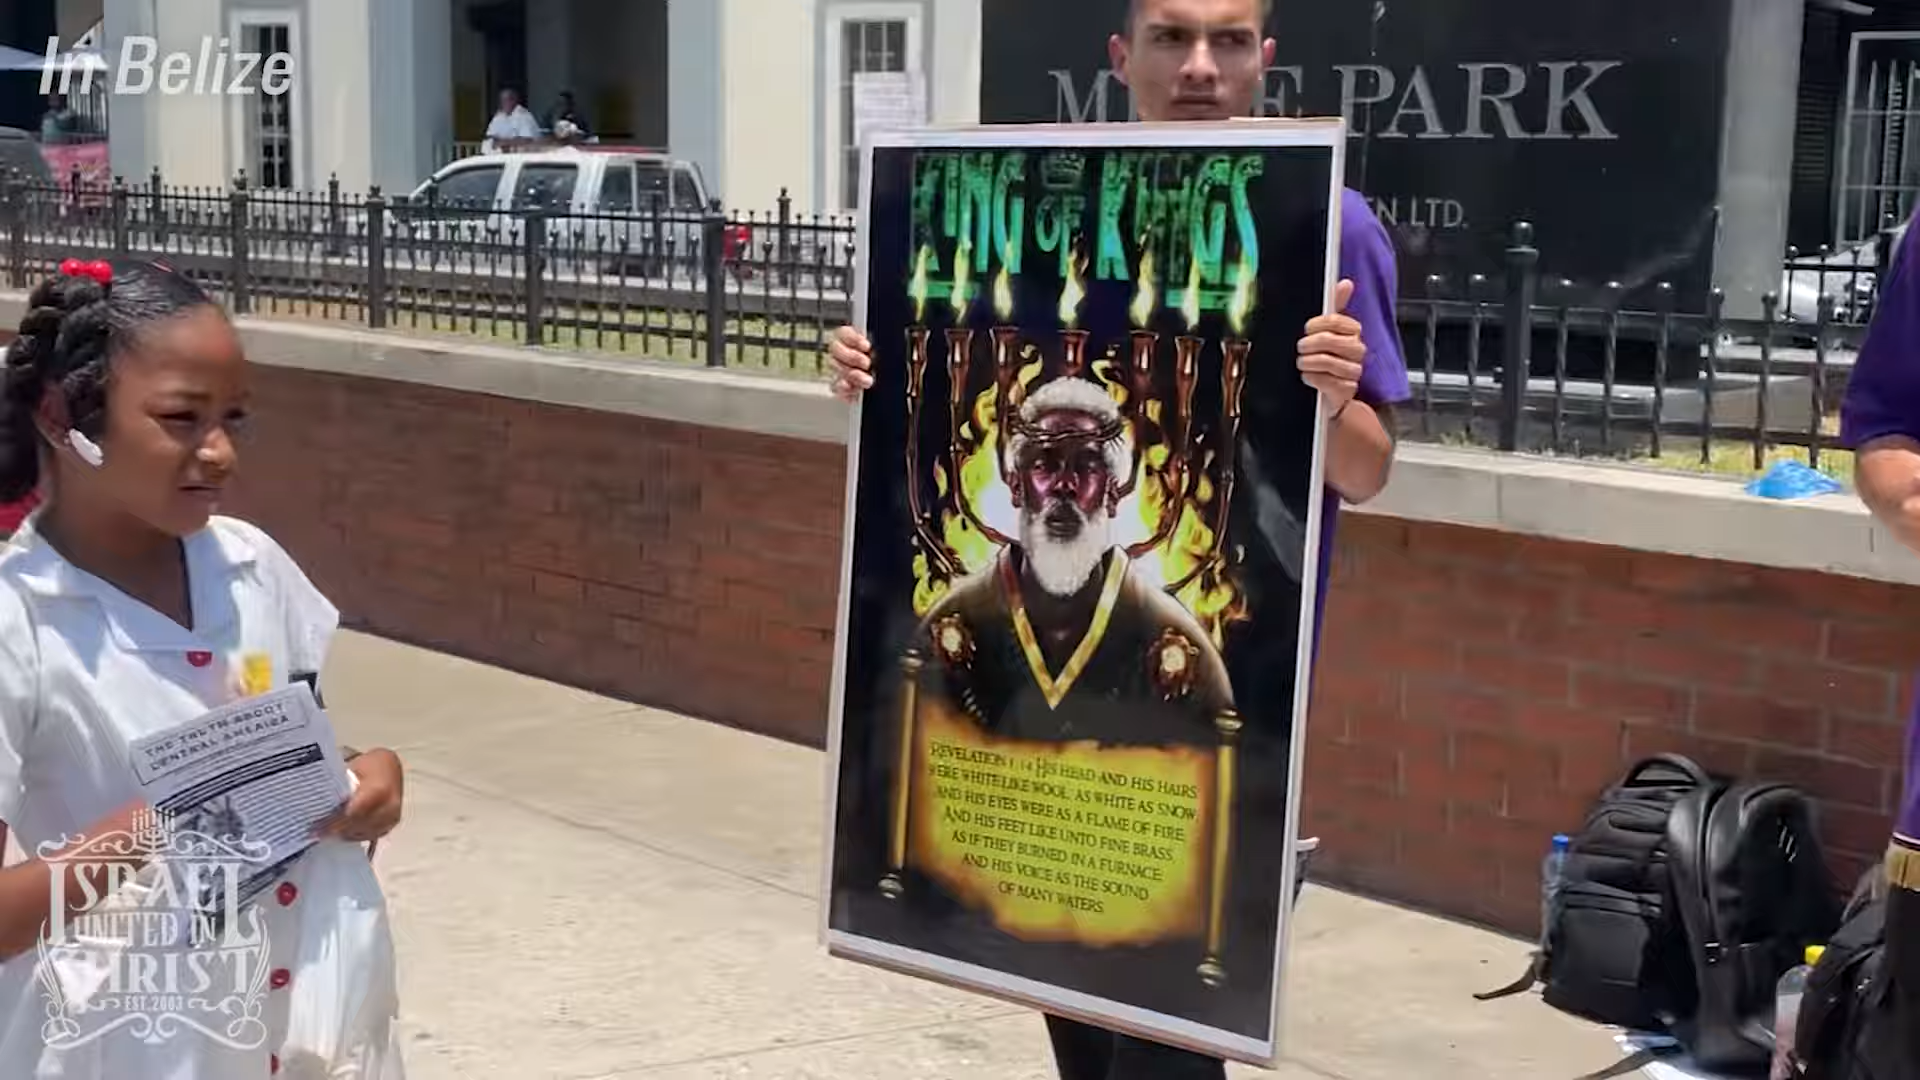 In Belize
PARK
EN LTD.
KING OF KINGS
REVELATION 1:14 HIS HEAD AND HIS HAIRS
WERE WHITE LIKE WOOL, AS WHITE AS SNOW;
AND HIS EYES WERE AS A FLAME OF FIRE;
AND HIS FEET LIKE UNTO FINE BRASS,
AS IF THEY BURNED IN A FURNACE;
AND HIS VOICE AS THE SOUND
OF MANY WATERS.
THE TRUTH ABOUT
CENTRAL AMERICA
ISRAEL
UNITED IN
CHRIST
EST. 2003